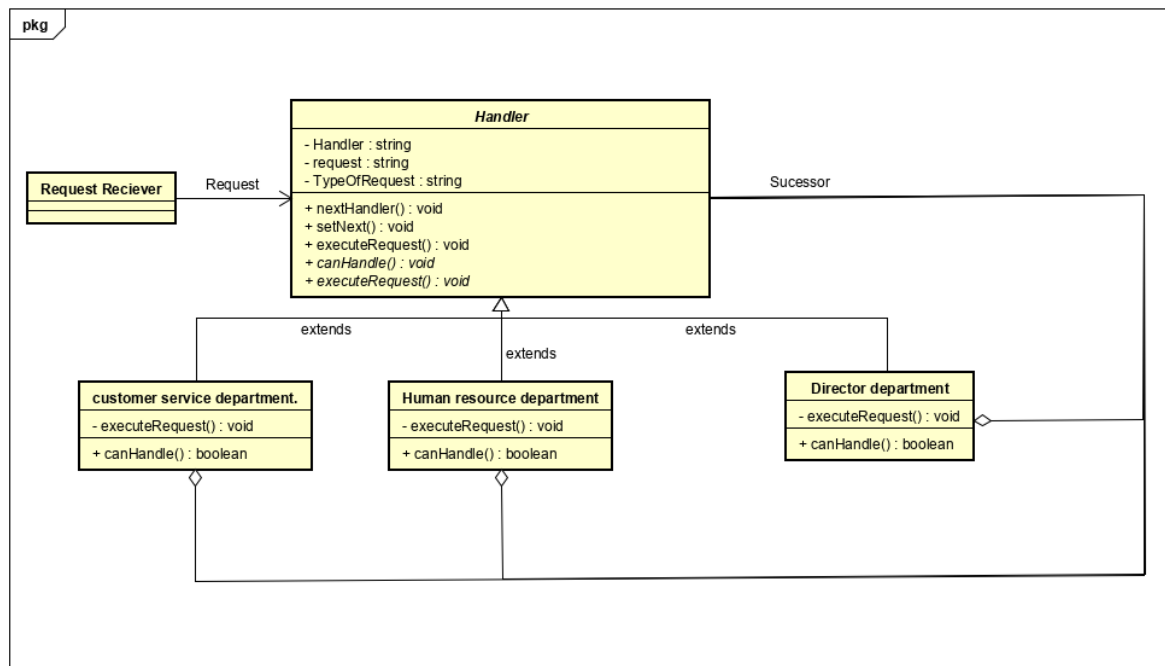 pkg
Handler
- Handler : string
- request : string
- TypeOfRequest : string
+ nextHandler() : void
+ setNext() : void
+ executeRequest() : void
+ canHandle() : void
+ executeRequest() : void
Request Reciever
Request
Sucessor
extends
extends
extends
customer service department.
- executeRequest() : void
+ canHandle() : boolean
Human resource department
- executeRequest() : void
+ canHandle() : boolean
Director department
- executeRequest() : void
+ canHandle() : boolean